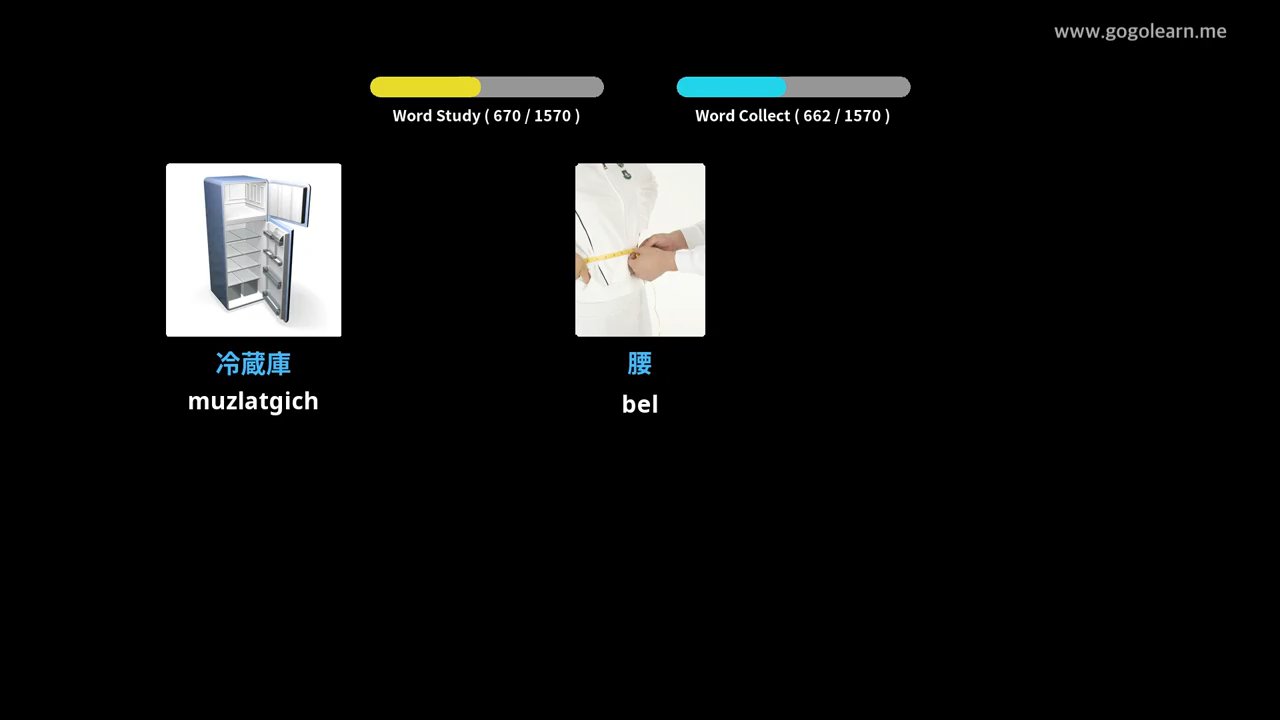 www.gogolearn.me
Word Study ( 670 / 1570 )
Word Collect ( 662 / 1570 )
冷蔵庫
muzlatgich
腰
bel